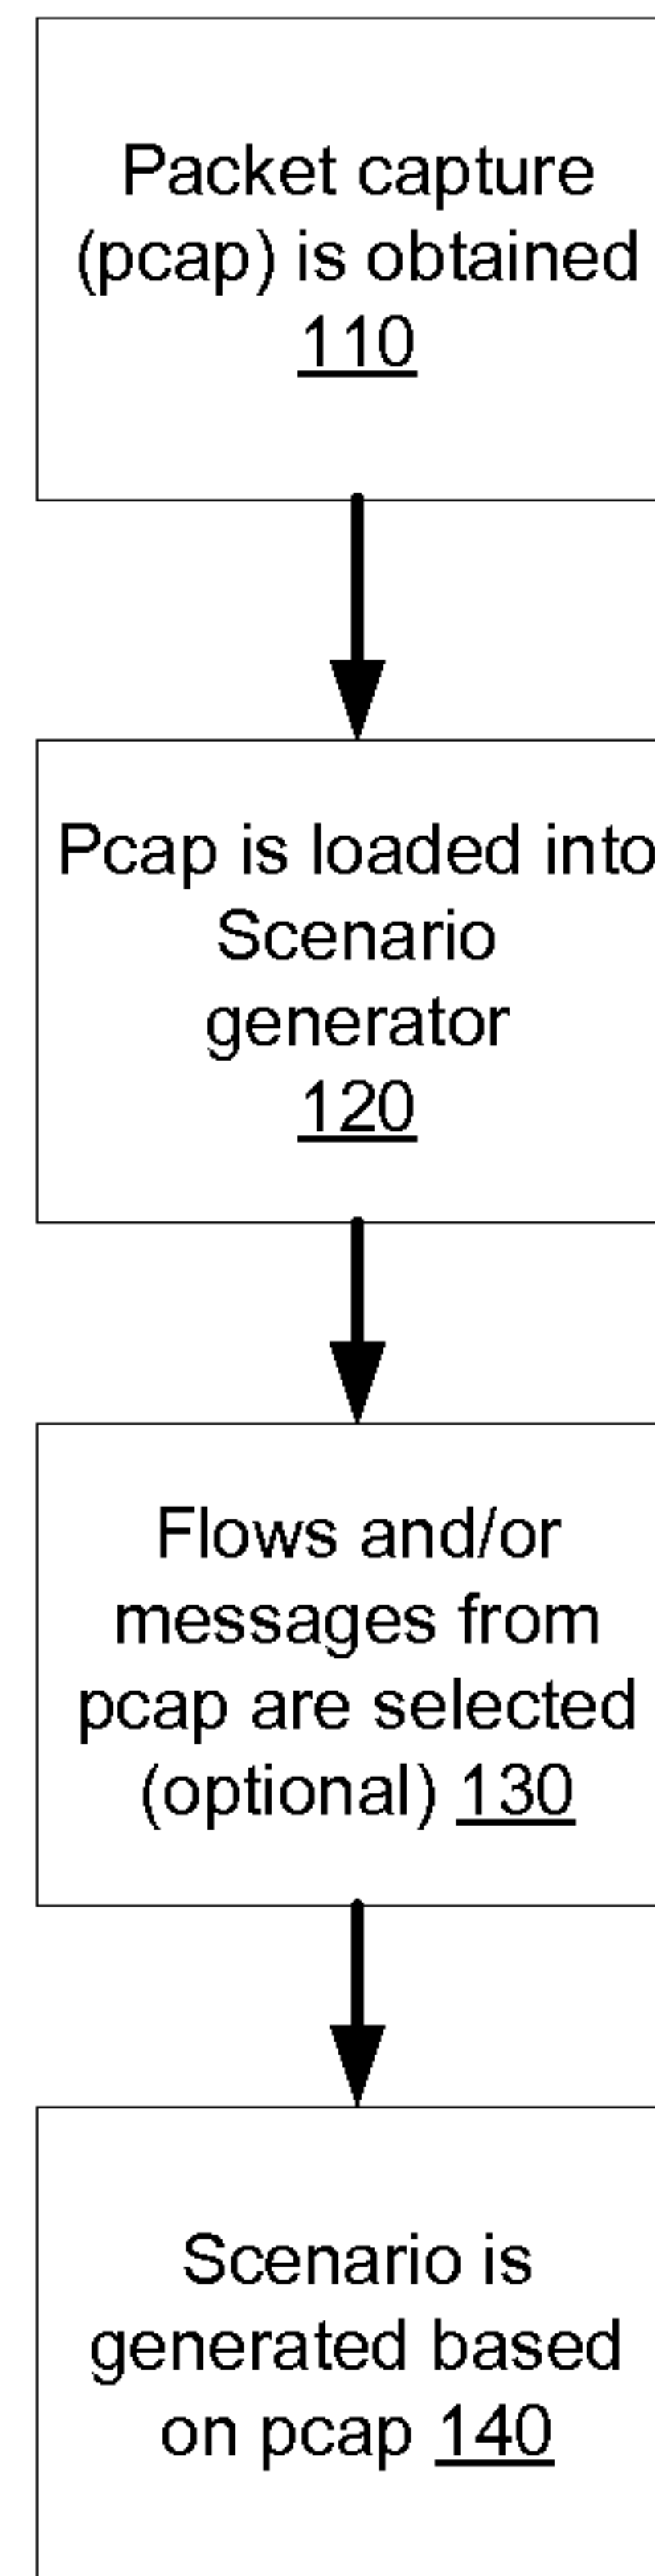 Packet capture
(pcap) is obtained
110
Pcap is loaded into
Scenario
generator
120
Flows and/or
messages from
pcap are selected
(optional) 130
Scenario is
generated based
on pcap 140